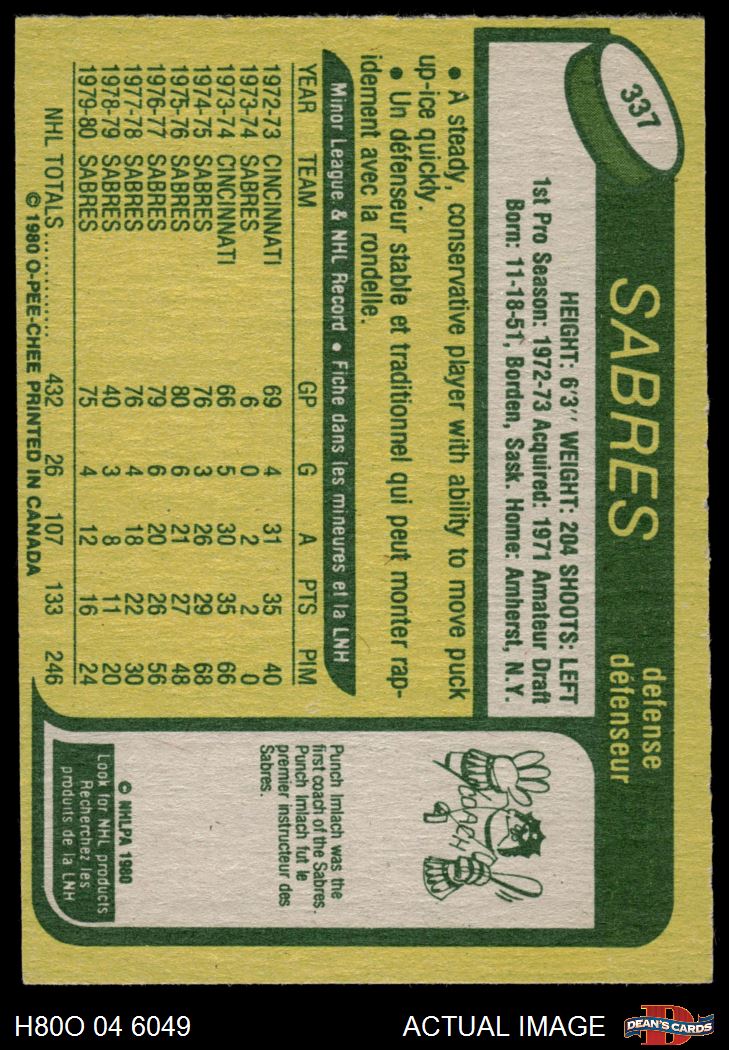 337
SABRES
defense
défenseur
HEIGHT: 6'3" WEIGHT: 204 SHOOTS: LEFT
1st Pro Season: 1972-73 Acquired: 1971 Amateur Draft
Born: 11-18-51, Borden, Sask. Home: Amherst, N.Y.
• A steady, conservative player with ability to move puck
up-ice quickly.
• Un défenseur stable et traditionnel qui peut monter rap-
idement avec la rondelle.
Minor League & NHL Record • Fiche dans les mineures et la LNH
YEAR TEAM GP G A PTS PIM
1972-73 CINCINNATI 69 4 31 35 40
1973-74 SABRES 6 0 2 2 0
1973-74 CINCINNATI 66 5 30 35 66
1974-75 SABRES 76 3 26 29 68
1975-76 SABRES 80 6 21 27 48
1976-77 SABRES 79 6 20 26 56
1977-78 SABRES 76 4 18 22 30
1978-79 SABRES 40 3 8 11 20
1979-80 SABRES 75 4 12 16 24
NHL TOTALS ............ 432 26 107 133 246
© 1980 O-PEE-CHEE PRINTED IN CANADA
COACH
Punch Imlach was the
first coach of the Sabres.
Punch Imlach fut le
premier instructeur des
Sabres.
© NHLPA 1980
Look for NHL products
Recherchez les
produits de la LNH
H80O 04 6049
ACTUAL IMAGE
D
DEAN'S CARDS